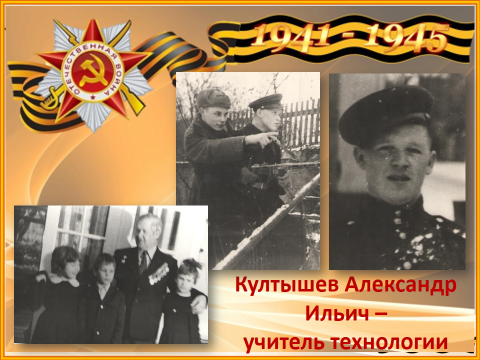 1941 - 1945
ОТЕЧЕСТВЕННАЯ ВОЙНА
Култышев Александр
Ильич –
учитель технологии